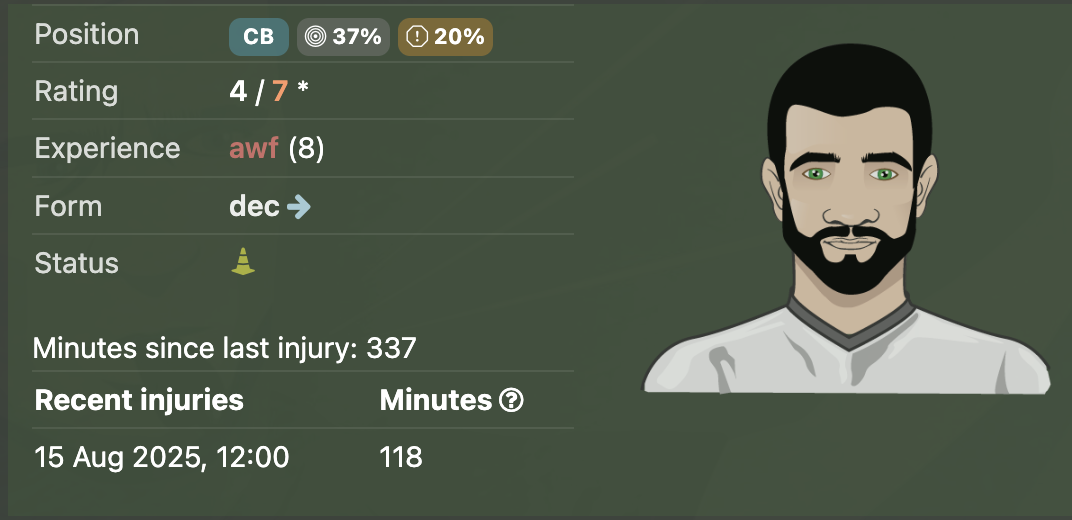 Position CB 37% 20%
Rating 4 / 7 *
Experience awf (8)
Form dec
Status
Minutes since last injury: 337
Recent injuries Minutes
15 Aug 2025, 12:00 118